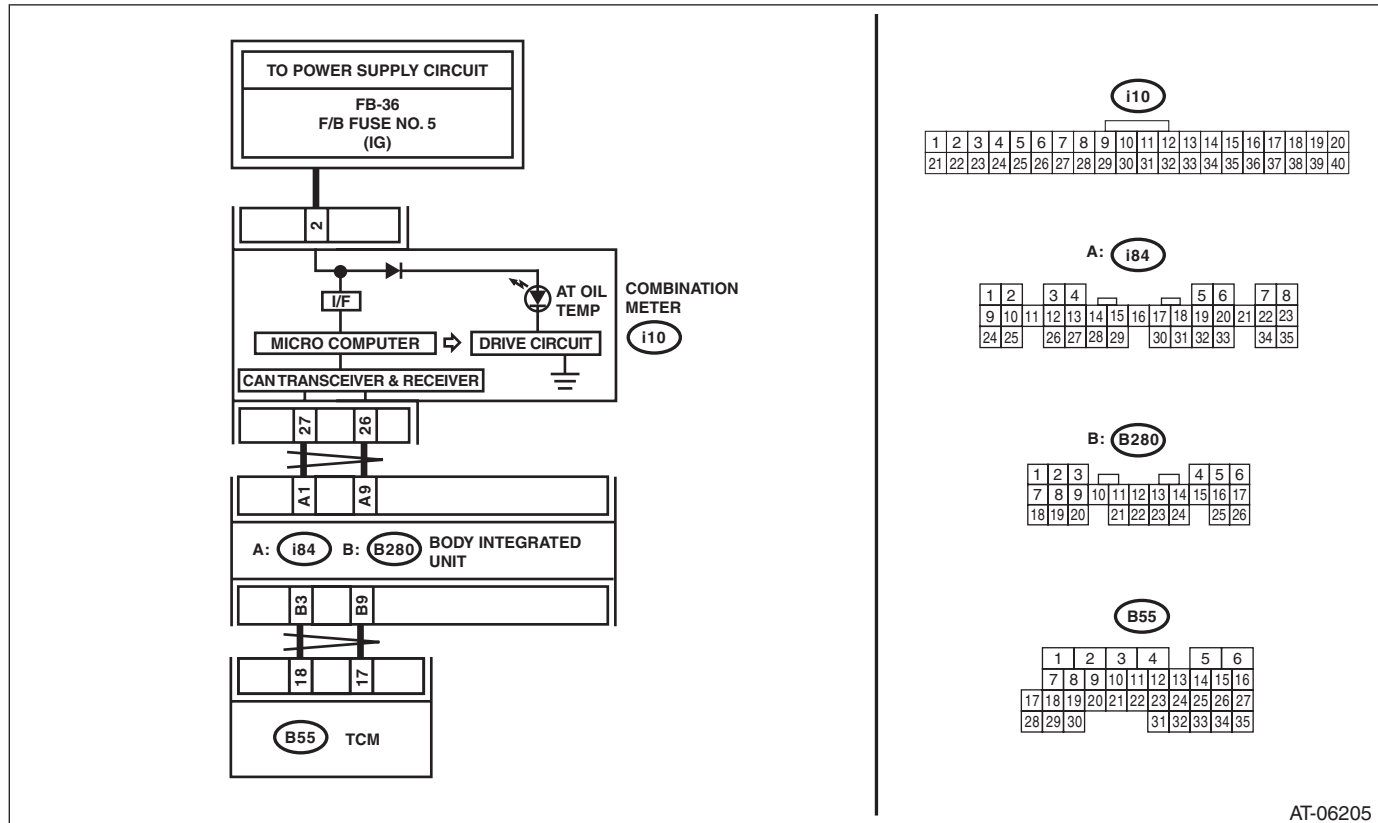 TO POWER SUPPLY CIRCUIT
FB-36
F/B FUSE NO. 5
(IG)
2
I/F
AT OIL
TEMP
COMBINATION
METER
i10
MICRO COMPUTER
DRIVE CIRCUIT
CAN TRANSCEIVER & RECEIVER
27 26
A1 A9
A: i84 B: B280 BODY INTEGRATED
UNIT
B3 B9
18 17
B55 TCM
i10
1 2 3 4 5 6 7 8 9 10 11 12 13 14 15 16 17 18 19 20
21 22 23 24 25 26 27 28 29 30 31 32 33 34 35 36 37 38 39 40
A: i84
1 2 3 4 5 6 7 8
9 10 11 12 13 14 15 16 17 18 19 20 21 22 23
24 25 26 27 28 29 30 31 32 33 34 35
B: B280
1 2 3 4 5 6
7 8 9 10 11 12 13 14 15 16 17
18 19 20 21 22 23 24 25 26
B55
1 2 3 4 5 6
7 8 9 10 11 12 13 14 15 16
17 18 19 20 21 22 23 24 25 26 27
28 29 30 31 32 33 34 35
AT-06205